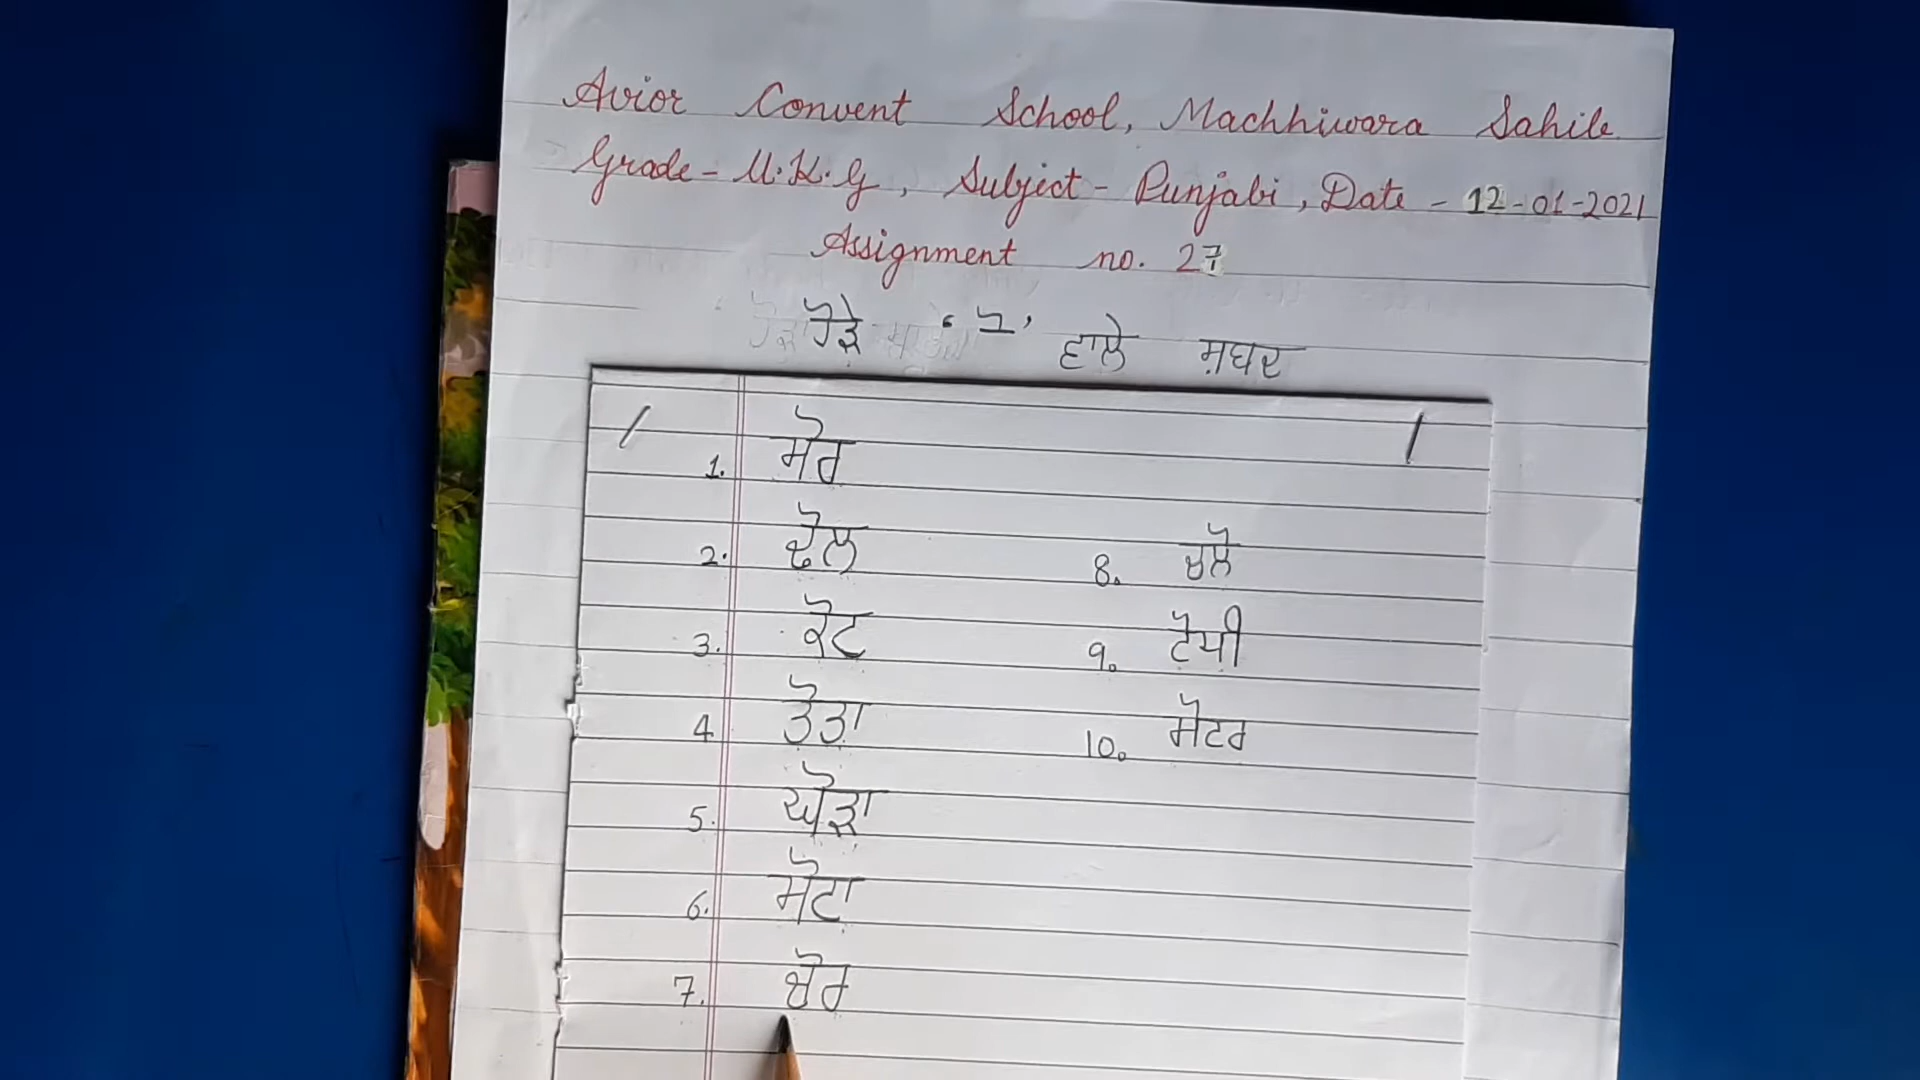 Avior Convent School, Machhiwara Sahib
Grade - U.K.G, Subject - Punjabi, Date - 12-01-2021
Assignment no. 27
ਹੋੜੇ ' ੋ ' ਵਾਲੇ ਸ਼ਬਦ
1. ਮੋਰ
2. ਢੋਲ
3. ਕੋਟ
4 ਤੋਤਾ
5. ਘੋੜਾ
6. ਮੋਟਾ
7. ਚੋਰ
8. ਚਲੋ
9. ਟੋਪੀ
10. ਮੋਟਰ